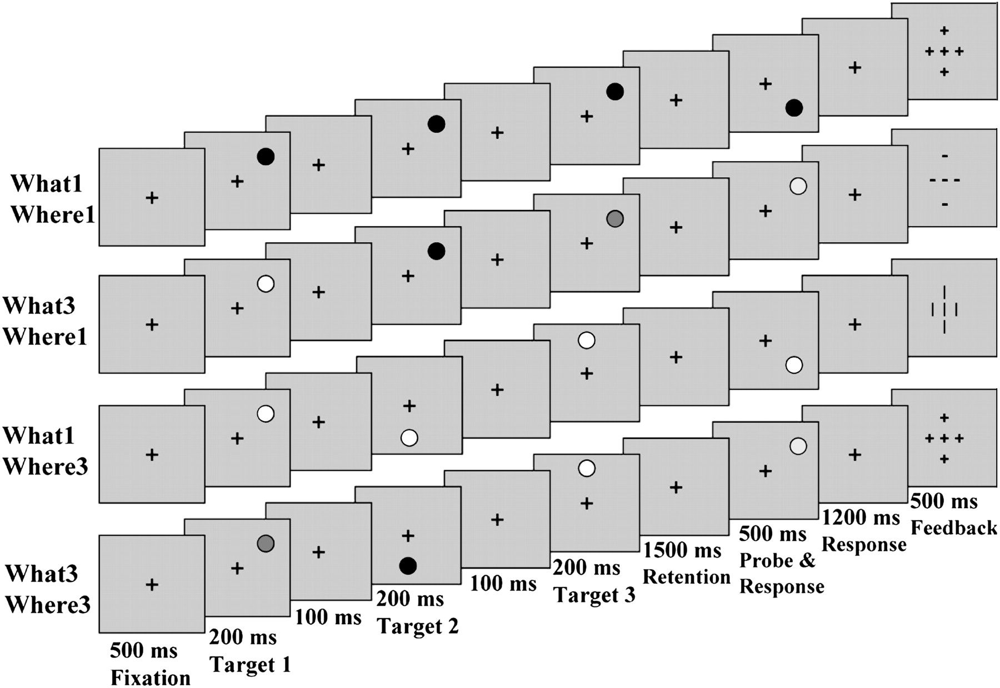 What1
Where1
What3
Where1
What1
Where3
What3
Where3
500 ms
Fixation
200 ms
Target 1
100 ms
200 ms
Target 2
100 ms
200 ms
Target 3
1500 ms
Retention
500 ms
Probe &
Response
1200 ms
Response
500 ms
Feedback